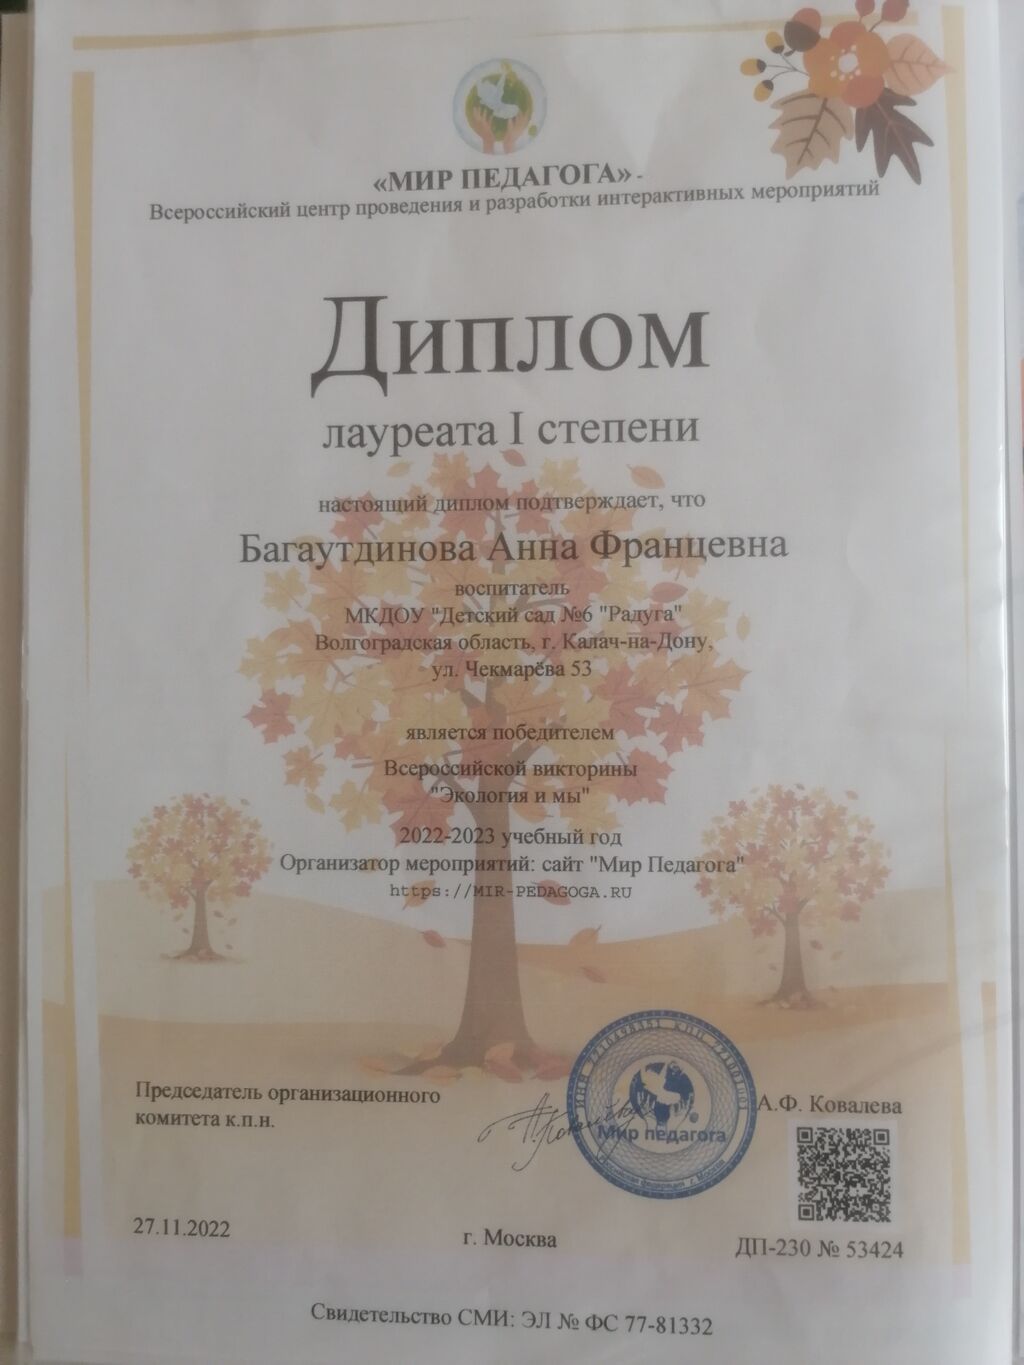 «МИР ПЕДАГОГА» -
Всероссийский центр проведения и разработки интерактивных мероприятий
Диплом
лауреата I степени
настоящий диплом подтверждает, что
Багаутдинова Анна Францевна
воспитатель
МКДОУ "Детский сад №6 "Радуга"
Волгоградская область, г. Калач-на-Дону,
ул. Чекмарёва 53
является победителем
Всероссийской викторины
"Экология и мы"
2022-2023 учебный год
Организатор мероприятий: сайт "Мир Педагога"
https://MIR-PEDAGOGA.RU
Председатель организационного
комитета к.п.н.
Мир педагога
А.Ф. Ковалева
27.11.2022
г. Москва
ДП-230 № 53424
Свидетельство СМИ: ЭЛ № ФС 77-81332